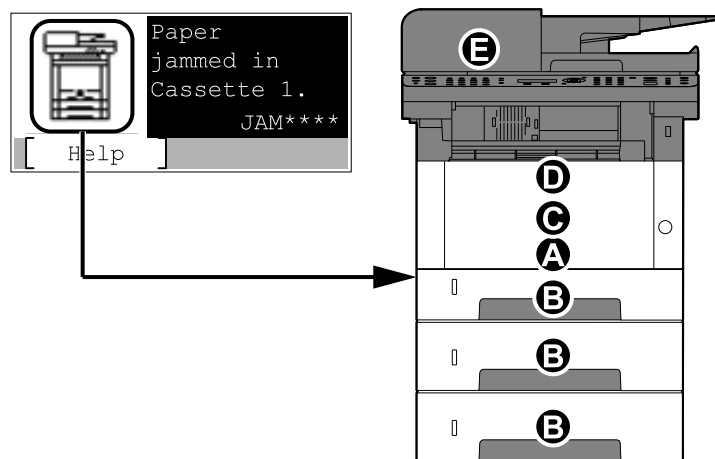 Paper
jammed in
Cassette 1.
JAM****
[ Help ]
E
D
C
A
B
B
B